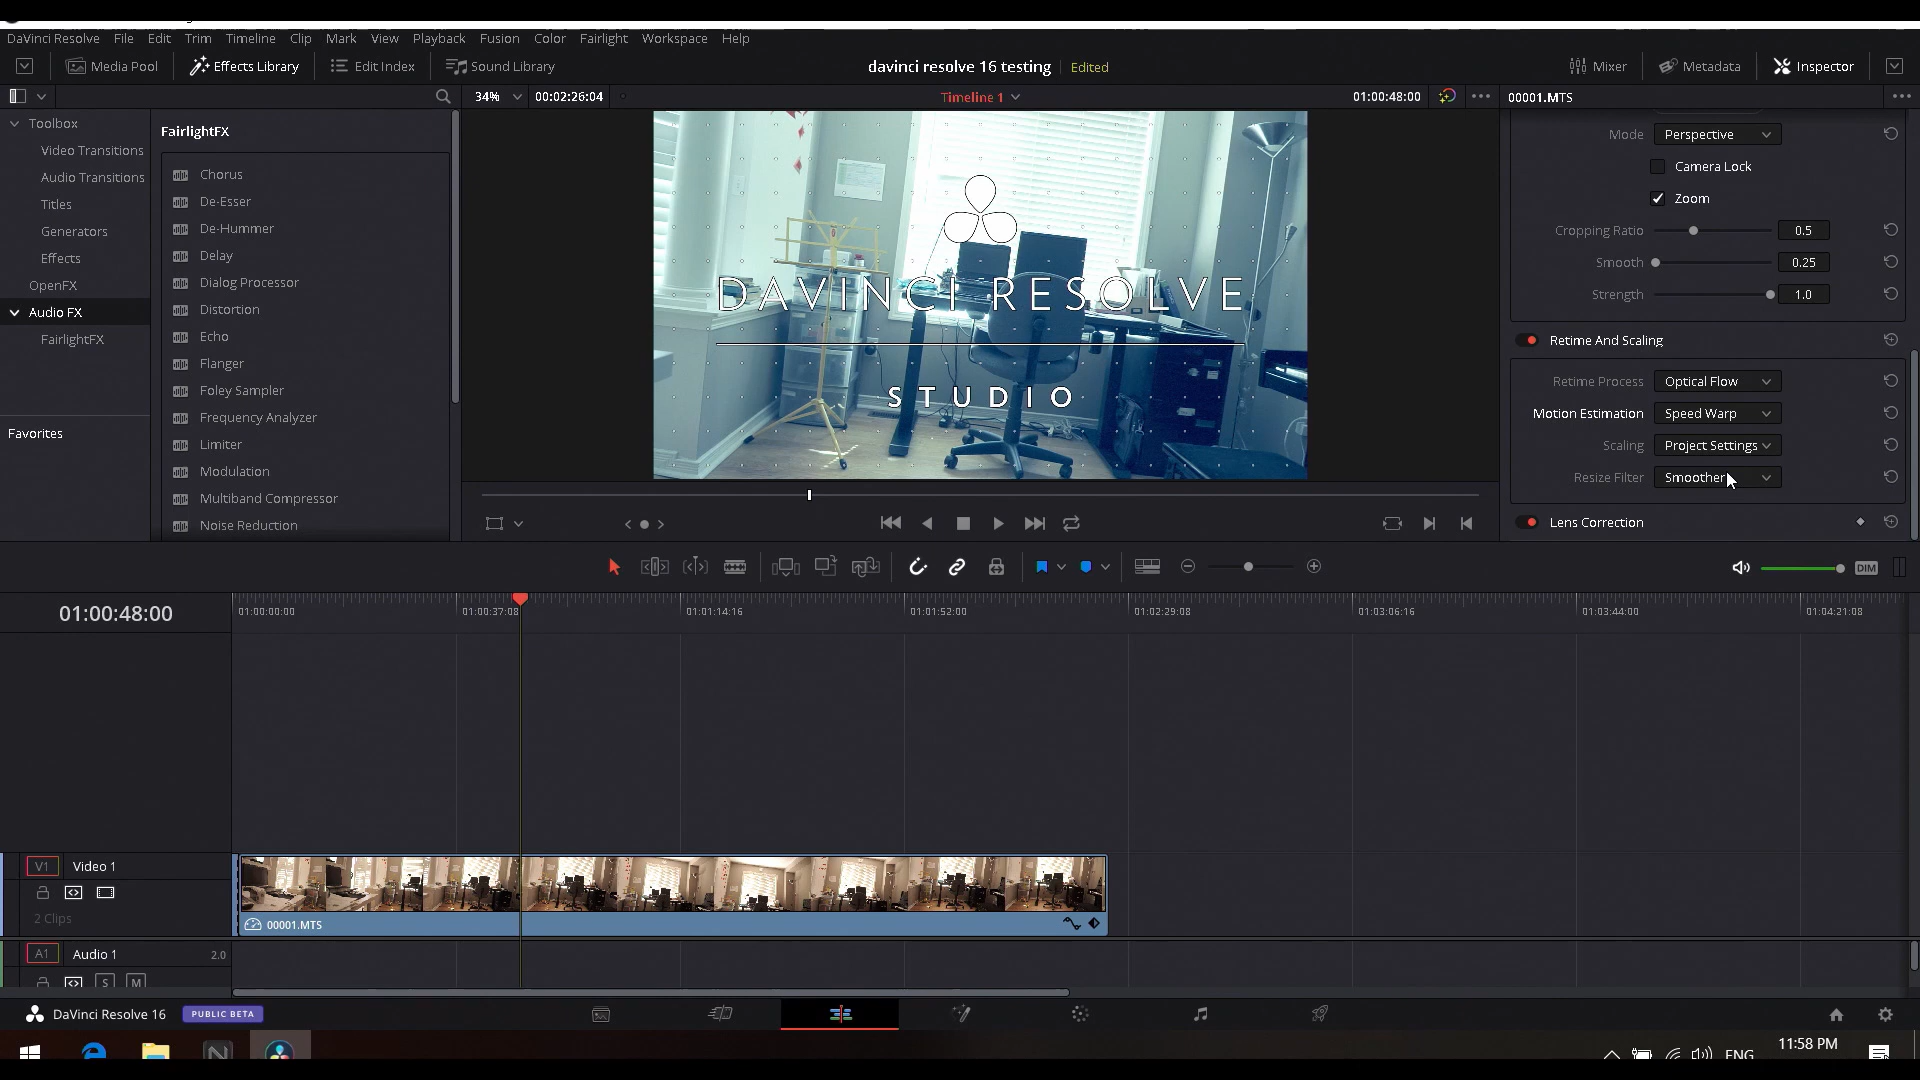 DaVinci Resolve File Edit Trim Timeline Clip Mark View Playback Fusion Color Fairlight Workspace Help
Media Pool Effects Library Edit Index Sound Library davinci resolve 16 testing Edited Mixer Metadata Inspector
34% 00:02:26:04 Timeline 1 01:00:48:00 00001.MTS
Toolbox
Video Transitions
Audio Transitions
Titles
Generators
Effects
OpenFX
Audio FX
FairlightFX
Favorites
FairlightFX
Chorus
De-Esser
De-Hummer
Delay
Dialog Processor
Distortion
Echo
Flanger
Foley Sampler
Frequency Analyzer
Limiter
Modulation
Multiband Compressor
Noise Reduction
DAVINCI RESOLVE
STUDIO
Mode Perspective
Camera Lock
Zoom
Cropping Ratio 0.5
Smooth 0.25
Strength 1.0
Retime And Scaling
Retime Process Optical Flow
Motion Estimation Speed Warp
Scaling Project Settings
Resize Filter Smoother
Lens Correction
DIM
01:00:48:00
01:00:00:00 01:00:37:08 01:01:14:16 01:01:52:00 01:02:29:08 01:03:06:16 01:03:44:00 01:04:21:08
V1 Video 1
2 Clips
00001.MTS
A1 Audio 1 2.0
S M
DaVinci Resolve 16 PUBLIC BETA
ENG
11:58 PM